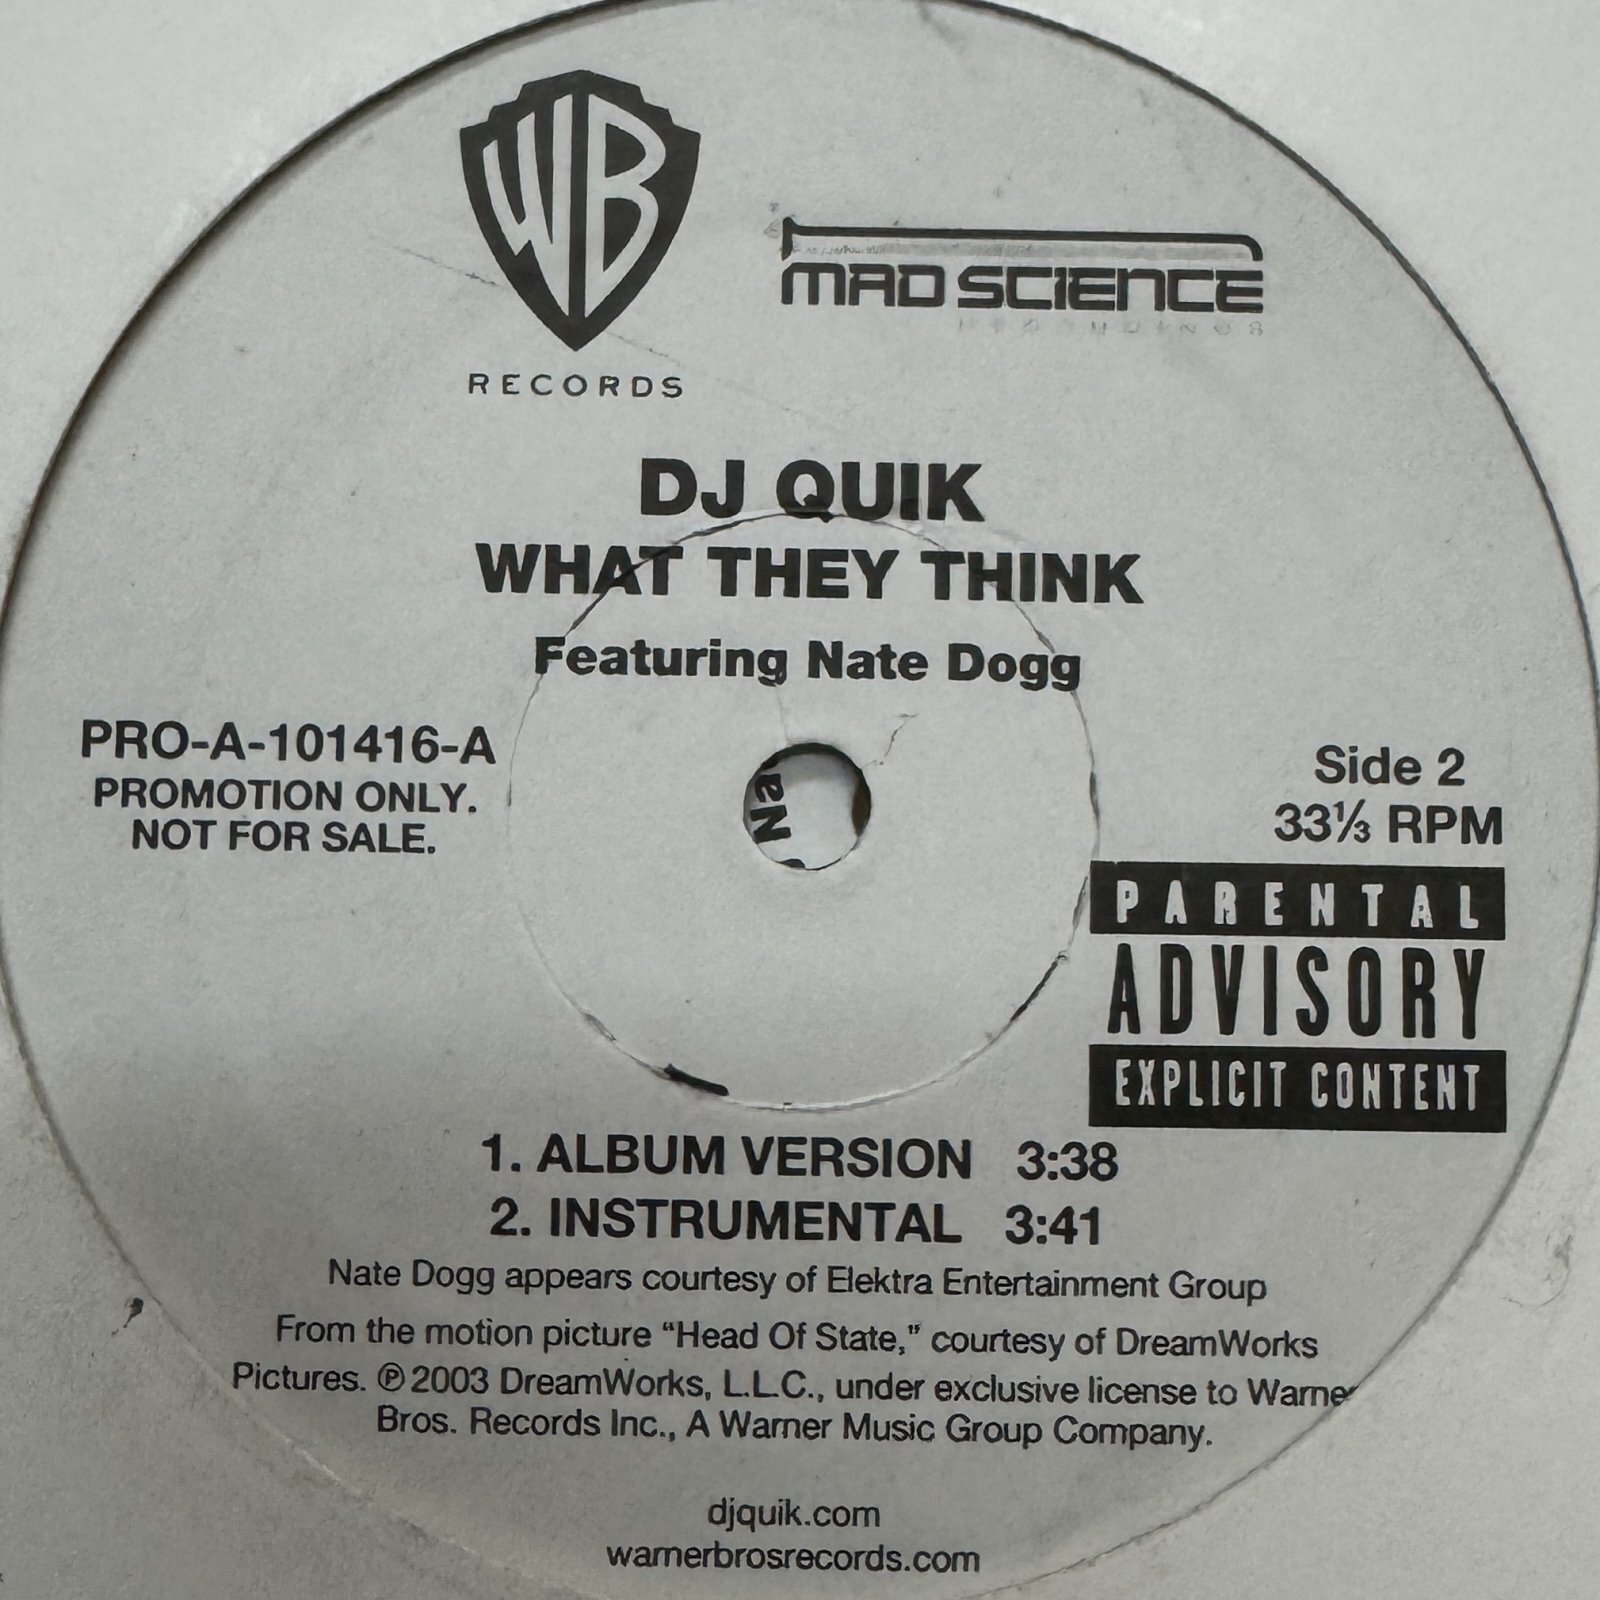 WB
RECORDS
MAD SCIENCE
DJ QUIK
WHAT THEY THINK
Featuring Nate Dogg
PRO-A-101416-A
PROMOTION ONLY.
NOT FOR SALE.
Side 2
33⅓ RPM
PARENTAL
ADVISORY
EXPLICIT CONTENT
1. ALBUM VERSION 3:38
2. INSTRUMENTAL 3:41
Nate Dogg appears courtesy of Elektra Entertainment Group
From the motion picture “Head Of State,” courtesy of DreamWorks
Pictures. ℗ 2003 DreamWorks, L.L.C., under exclusive license to Warner
Bros. Records Inc., A Warner Music Group Company.
djquik.com
warnerbrosrecords.com